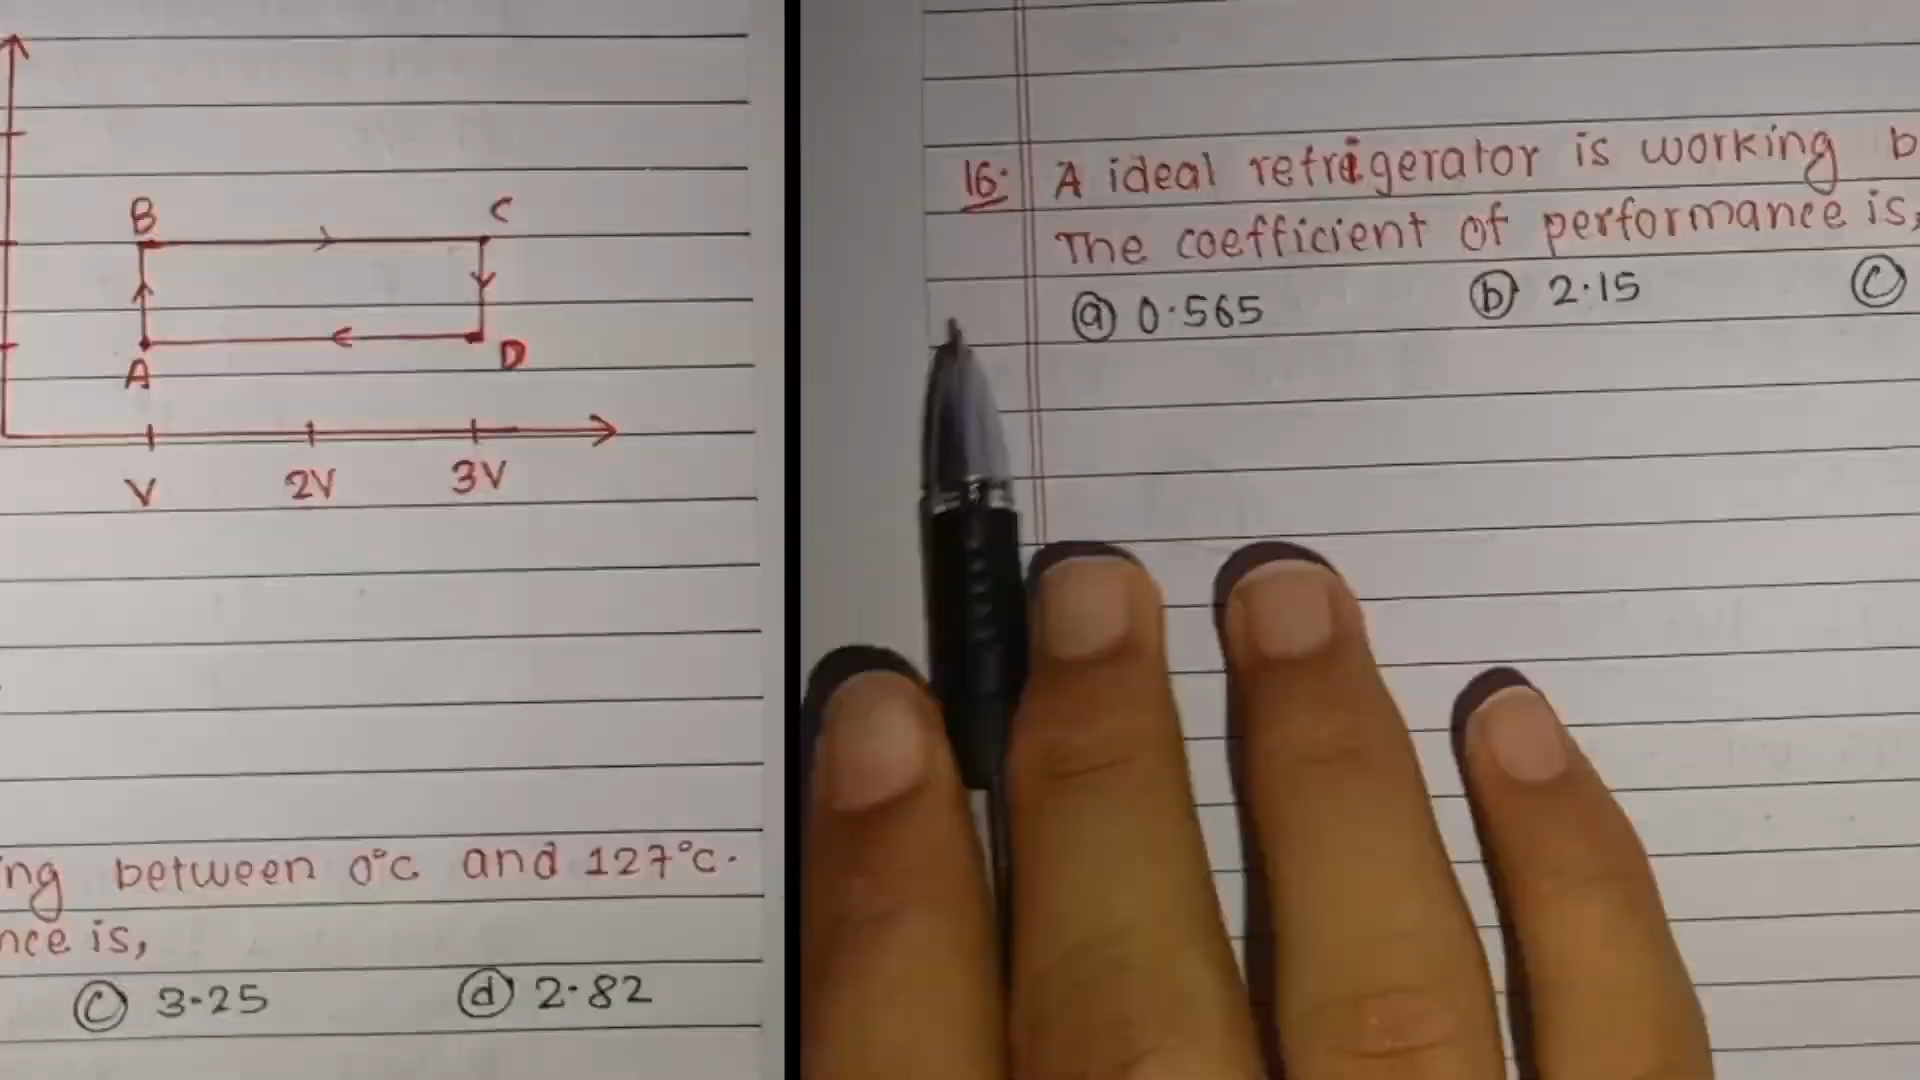 B
C
A
D
V
2V
3V
ng between 0°C and 127°C.
nce is,
(c) 3.25
(d) 2.82
16. A ideal refrigerator is working b
The coefficient of performance is,
(a) 0.565
(b) 2.15
(c)